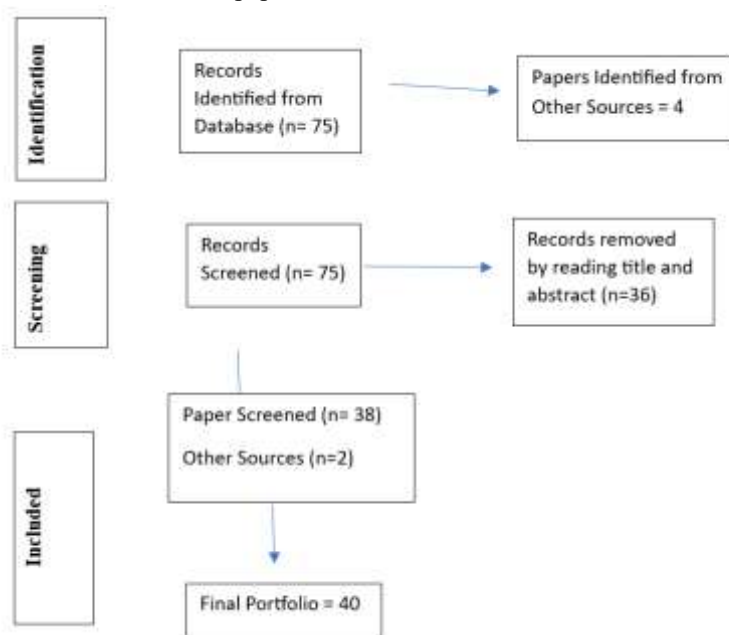 Identification
Records
Identified from
Database (n= 75)
Papers Identified from
Other Sources = 4
Screening
Records
Screened (n= 75)
Records removed
by reading title and
abstract (n=36)
Included
Paper Screened (n= 38)
Other Sources (n=2)
Final Portfolio = 40